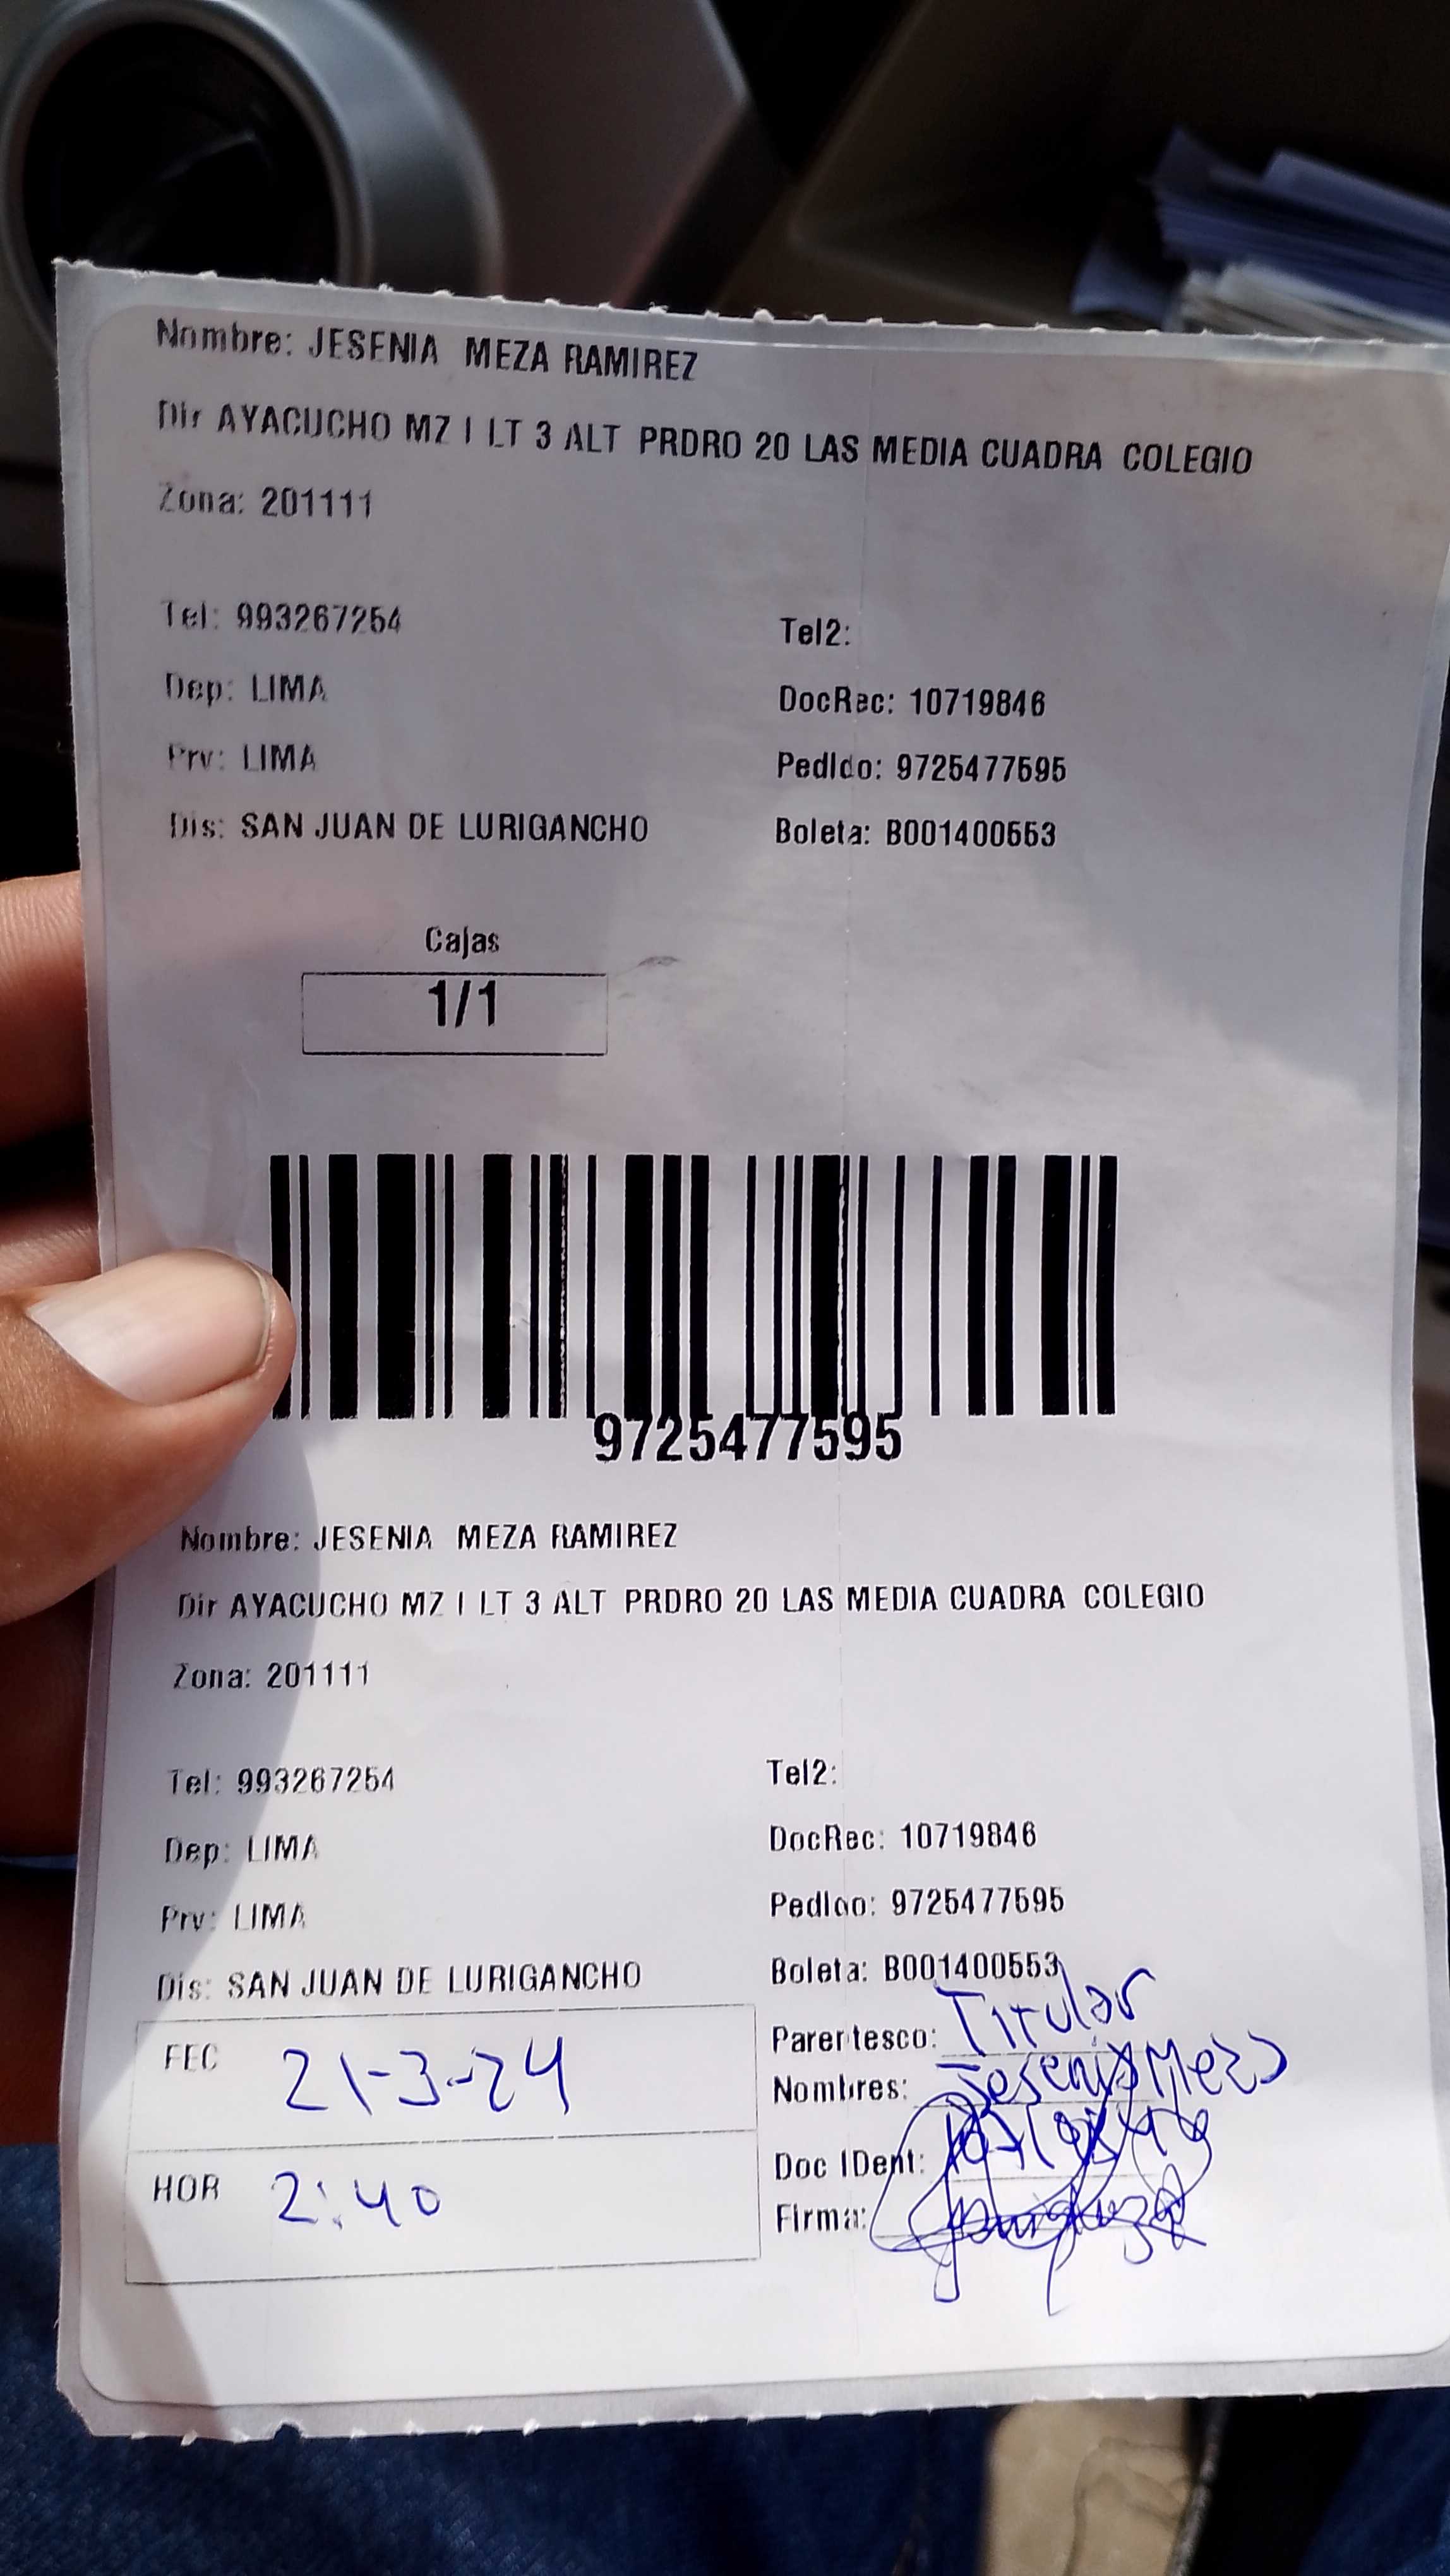 Nombre: JESENIA MEZA RAMIREZ
Dir AYACUCHO MZ I LT 3 ALT PRDRO 20 LAS MEDIA CUADRA COLEGIO
Zona: 201111
Tel: 993267254 Tel2:
Dep: LIMA DocRec: 10719846
Prv: LIMA Pedido: 9725477595
Dis: SAN JUAN DE LURIGANCHO Boleta: B001400553
Cajas
1/1
9725477595
Nombre: JESENIA MEZA RAMIREZ
Dir AYACUCHO MZ I LT 3 ALT PRDRO 20 LAS MEDIA CUADRA COLEGIO
Zona: 201111
Tel: 993267254 Tel2:
Dep: LIMA DocRec: 10719846
Prv: LIMA Pedido: 9725477595
Dis: SAN JUAN DE LURIGANCHO Boleta: B001400553
FEC 21-3-24 Parentesco: Titular
Nombres: Jesenia Meza
HOR 2:40 Doc IDent:
Firma: